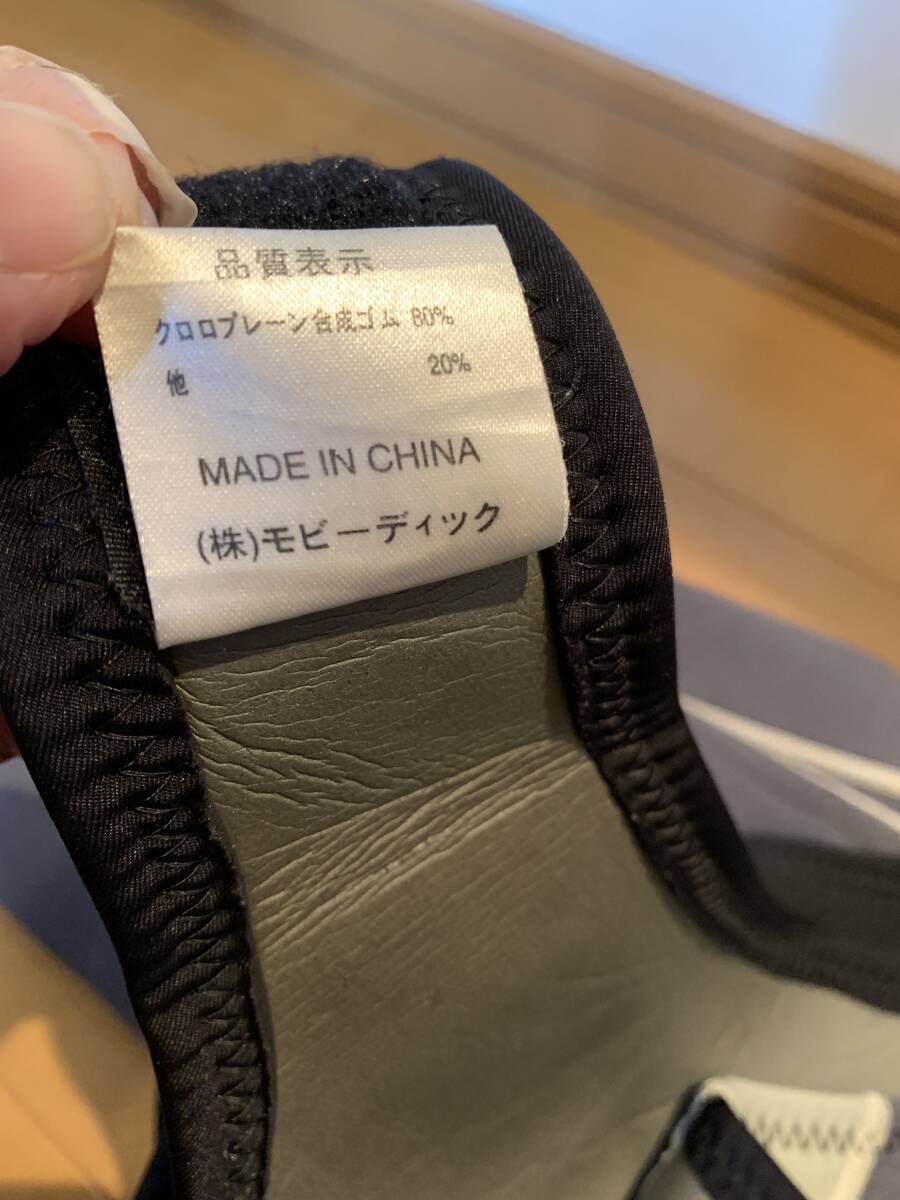 品質表示
クロロプレーン合成ゴム 80%
他 20%
MADE IN CHINA
(株)モビーディック